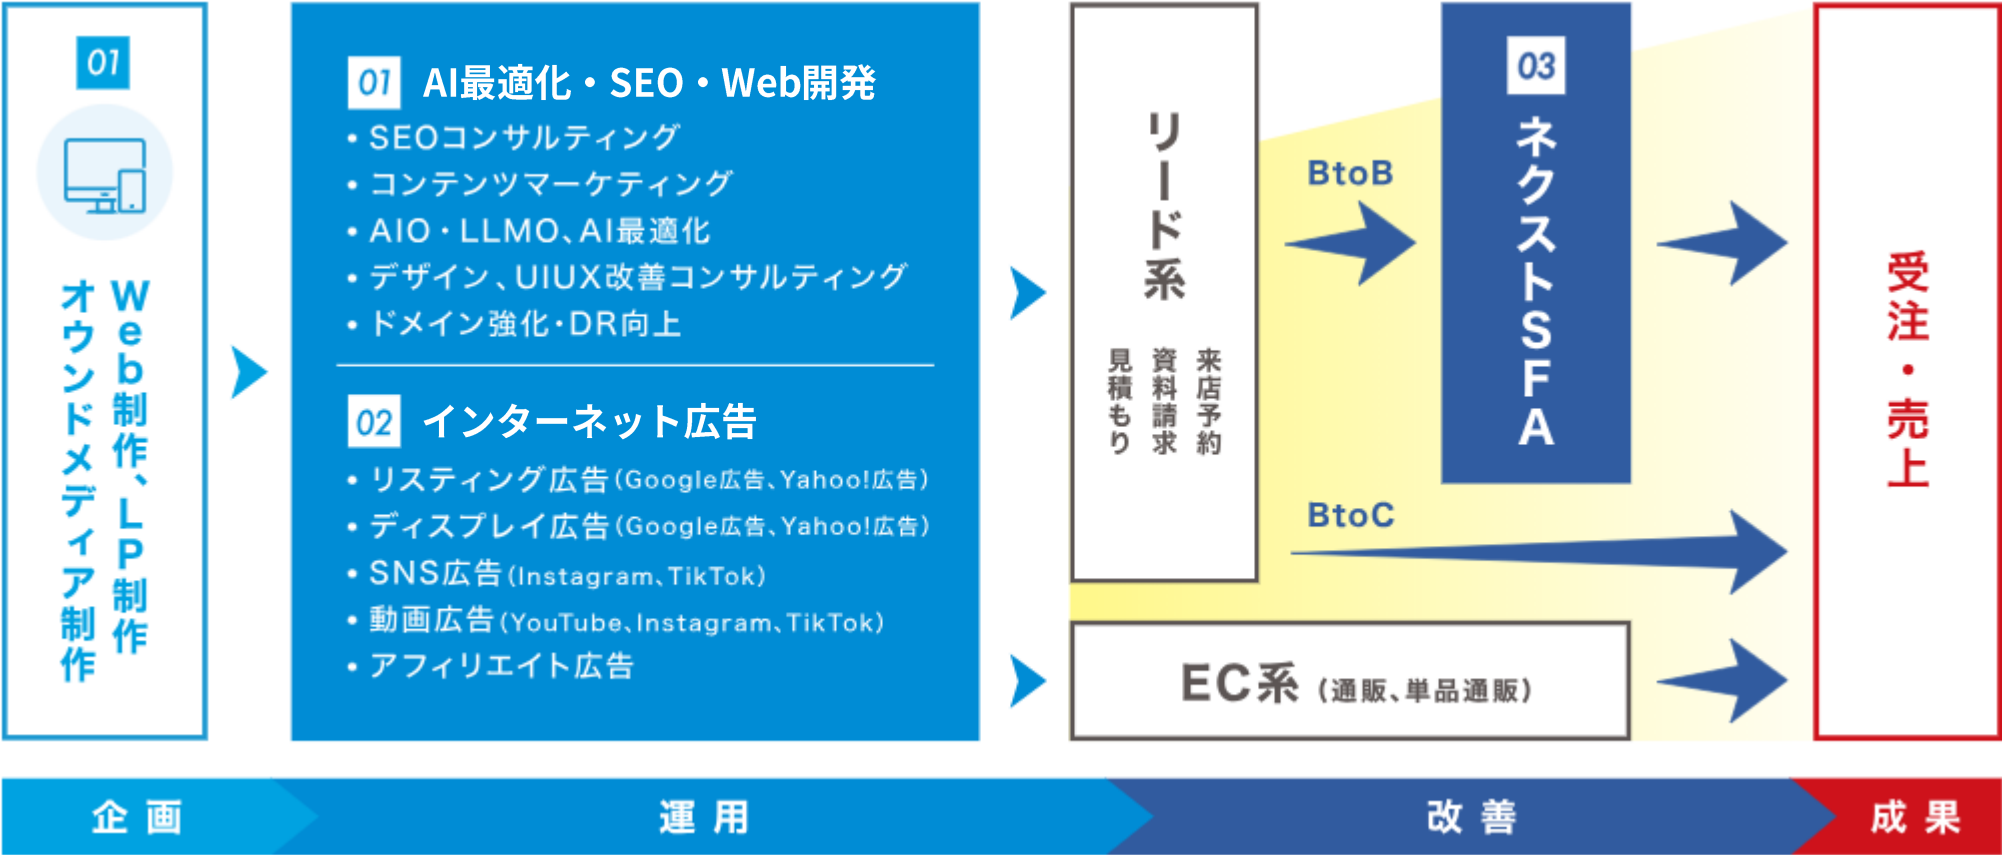 01
Web制作、LP制作
オウンドメディア制作
01 AI最適化・SEO・Web開発
• SEOコンサルティング
• コンテンツマーケティング
• AIO・LLMO、AI最適化
• デザイン、UIUX改善コンサルティング
• ドメイン強化・DR向上
02 インターネット広告
• リスティング広告(Google広告、Yahoo!広告)
• ディスプレイ広告(Google広告、Yahoo!広告)
• SNS広告(Instagram、TikTok)
• 動画広告(YouTube、Instagram、TikTok)
• アフィリエイト広告
リード系
来店予約
資料請求
見積もり
BtoB
03
ネクストSFA
BtoC
EC系(通販、単品通販)
受注・売上
企画
運用
改善
成果